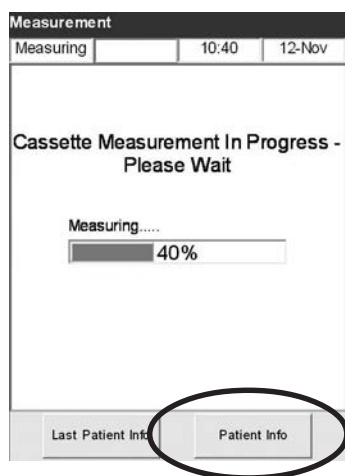 Measurement
Measuring 10:40 12-Nov
Cassette Measurement In Progress -
Please Wait
Measuring.....
40%
Last Patient Info Patient Info